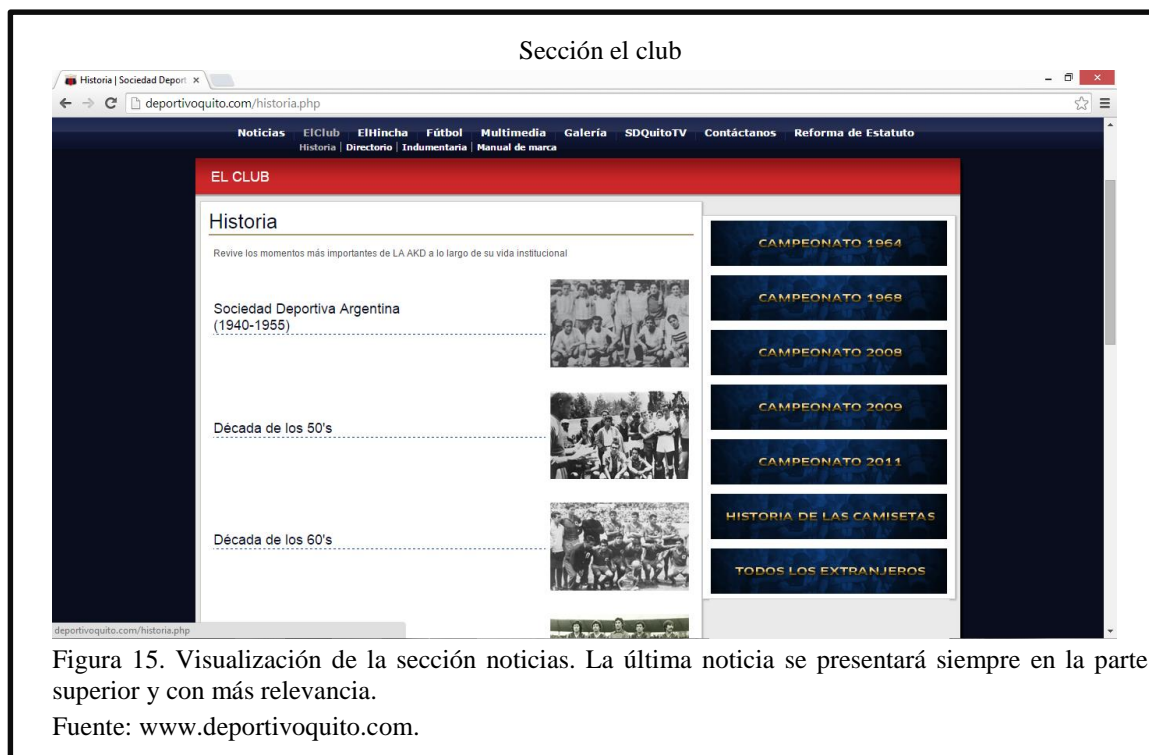 Sección el club
Historia | Sociedad Deport
deportivoquito.com/historia.php
Noticias ElClub ElHincha Fútbol Multimedia Galería SDQuitoTV Contáctanos Reforma de Estatuto
Historia | Directorio | Indumentaria | Manual de marca
EL CLUB
Historia
Revive los momentos más importantes de LA AKD a lo largo de su vida institucional
Sociedad Deportiva Argentina
(1940-1955)
Década de los 50's
Década de los 60's
CAMPEONATO 1964
CAMPEONATO 1968
CAMPEONATO 2008
CAMPEONATO 2009
CAMPEONATO 2011
HISTORIA DE LAS CAMISETAS
TODOS LOS EXTRANJEROS
deportivoquito.com/historia.php
Figura 15. Visualización de la sección noticias. La última noticia se presentará siempre en la parte
superior y con más relevancia.
Fuente: www.deportivoquito.com.